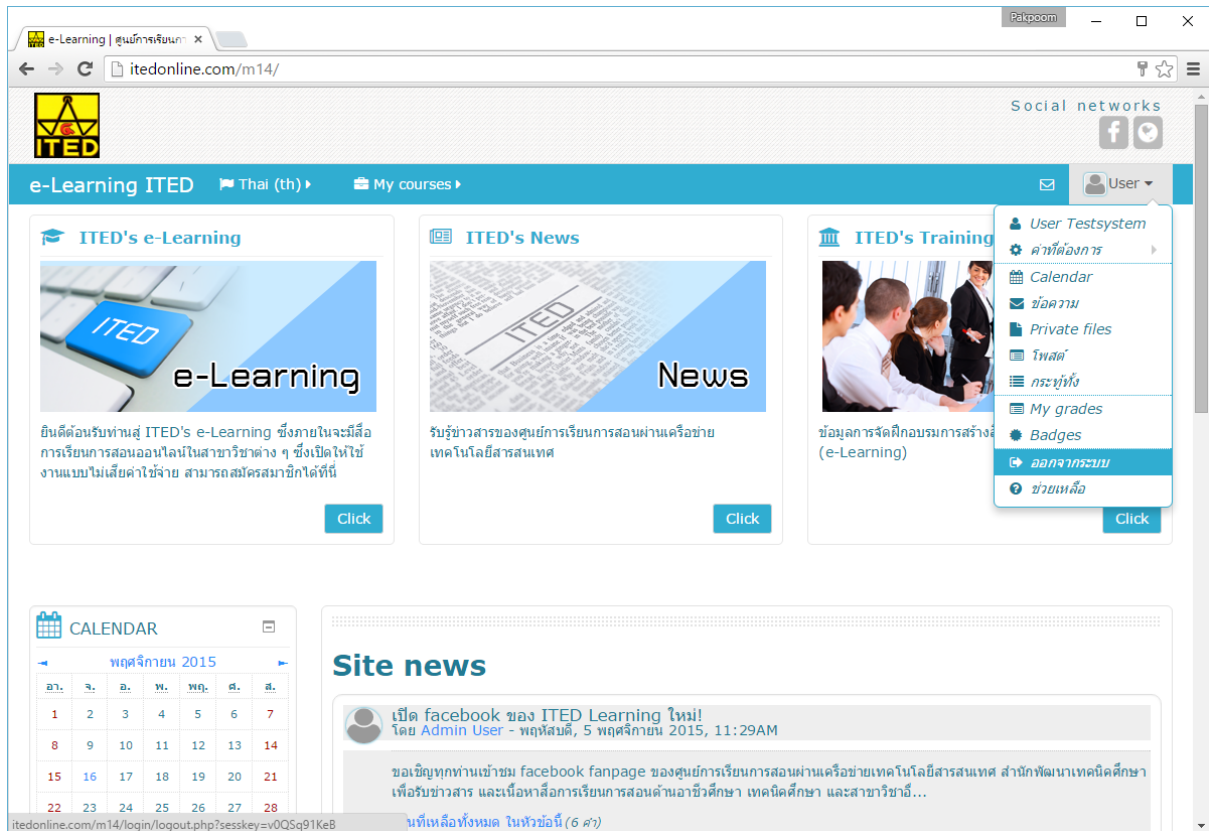 Pakpoom
e-Learning | ศูนย์การเรียนกา
itedonline.com/m14/
Social networks
ITED
e-Learning ITED
Thai (th)
My courses
User
User Testsystem
ค่าที่ต้องการ
Calendar
ข้อความ
Private files
โพสต์
กระทู้ทั้ง
My grades
Badges
ออกจากระบบ
ช่วยเหลือ
ITED's e-Learning
ITED
e-Learning
ยินดีต้อนรับท่านสู่ ITED's e-Learning ซึ่งภายในจะมีสื่อ
การเรียนการสอนออนไลน์ในสาขาวิชาต่าง ๆ ซึ่งเปิดให้ใช้
งานแบบไม่เสียค่าใช้จ่าย สามารถสมัครสมาชิกได้ที่นี่
Click
ITED's News
ITED
News
รับรู้ข่าวสารของศูนย์การเรียนการสอนผ่านเครือข่าย
เทคโนโลยีสารสนเทศ
Click
ITED's Training
ข้อมูลการจัดฝึกอบรมการสร้าง
(e-Learning)
Click
CALENDAR
พฤศจิกายน 2015
อา. จ. อ. พ. พฤ. ศ. ส.
1 2 3 4 5 6 7
8 9 10 11 12 13 14
15 16 17 18 19 20 21
22 23 24 25 26 27 28
Site news
เปิด facebook ของ ITED Learning ใหม่!
โดย Admin User - พฤหัสบดี, 5 พฤศจิกายน 2015, 11:29AM
ขอเชิญทุกท่านเข้าชม facebook fanpage ของศูนย์การเรียนการสอนผ่านเครือข่ายเทคโนโลยีสารสนเทศ สำนักพัฒนาเทคนิคศึกษา
เพื่อรับข่าวสาร และเนื้อหาสื่อการเรียนการสอนด้านอาชีวศึกษา เทคนิคศึกษา และสาขาวิชาอื่...
นที่เหลือทั้งหมด ในหัวข้อนี้ (6 คำ)
itedonline.com/m14/login/logout.php?sesskey=v0QSq91KeB